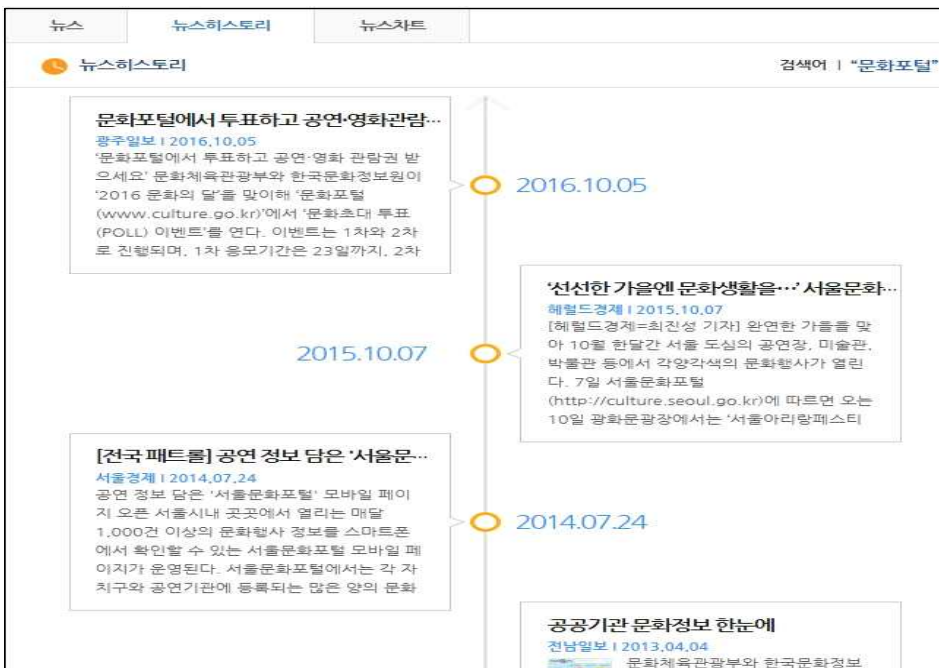 뉴스
뉴스히스토리
뉴스차트
뉴스히스토리
검색어 | "문화포털"
문화포털에서 투표하고 공연·영화관람…
광주일보 | 2016.10.05
'문화포털에서 투표하고 공연·영화 관람권 받
으세요' 문화체육관광부와 한국문화정보원이
'2016 문화의 달'을 맞이해 '문화포털
(www.culture.go.kr)'에서 '문화초대 투표
(POLL) 이벤트'를 연다. 이벤트는 1차와 2차
로 진행되며, 1차 응모기간은 23일까지, 2차
2016.10.05
'선선한 가을엔 문화생활을…' 서울문화…
헤럴드경제 | 2015.10.07
[헤럴드경제=최진성 기자] 완연한 가을을 맞
아 10월 한달간 서울 도심의 공연장, 미술관,
박물관 등에서 각양각색의 문화행사가 열린
다. 7일 서울문화포털
(http://culture.seoul.go.kr)에 따르면 오는
10일 광화문광장에서는 '서울아리랑페스티
2015.10.07
[전국 패트롤] 공연 정보 담은 '서울문…
서울경제 | 2014.07.24
공연 정보 담은 '서울문화포털' 모바일 페이
지 오픈 서울시내 곳곳에서 열리는 매달
1,000건 이상의 문화행사 정보를 스마트폰
에서 확인할 수 있는 서울문화포털 모바일 페
이지가 운영된다. 서울문화포털에서는 각 자
치구와 공연기관에 등록되는 많은 양의 문화
2014.07.24
공공기관 문화정보 한눈에
전남일보 | 2013.04.04
문화체육관광부와 한국문화정보